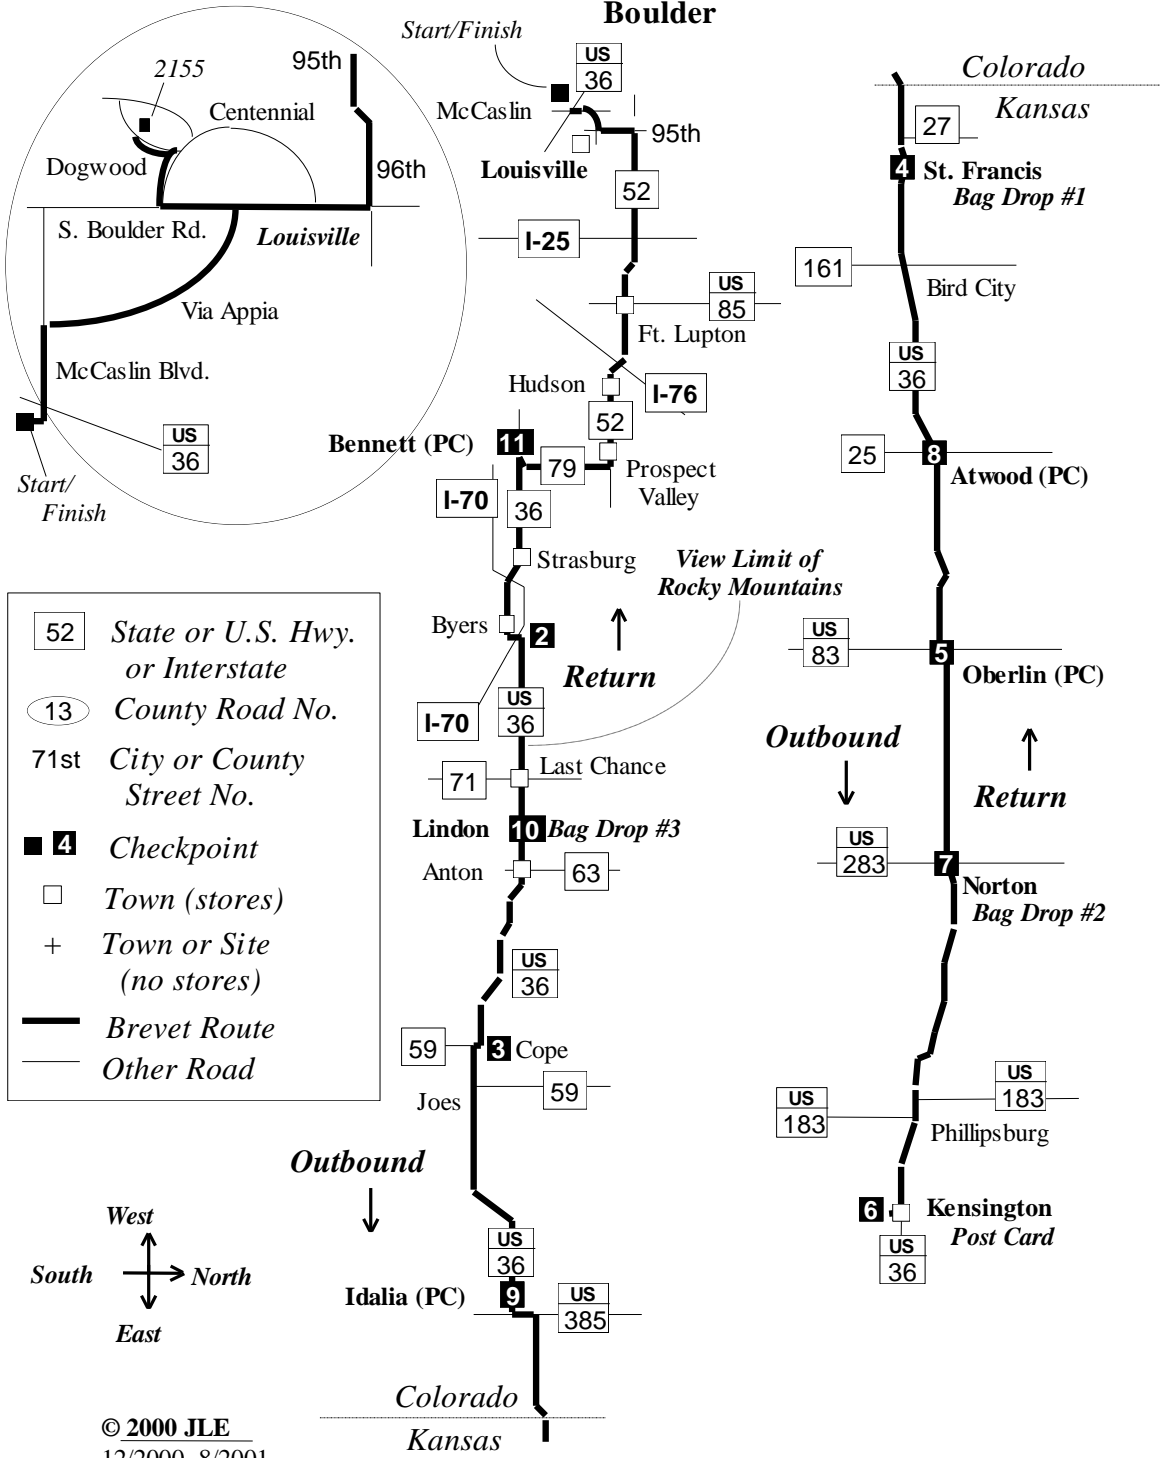 Boulder
Start/Finish
US
36
McCaslin
95th
Louisville
52
I-25
US
85
Ft. Lupton
Hudson
I-76
52
Bennett (PC)
11
79
Prospect
Valley
I-70
36
Strasburg
View Limit of
Rocky Mountains
Byers
2
Return
I-70
US
36
Last Chance
71
Lindon
10
Bag Drop #3
Anton
63
US
36
59
3
Cope
Joes
59
Outbound
US
36
Idalia (PC)
9
US
385
Colorado
Kansas
95th
2155
Centennial
Dogwood
96th
S. Boulder Rd.
Louisville
Via Appia
McCaslin Blvd.
US
36
Start/
Finish
52
State or U.S. Hwy.
or Interstate
13
County Road No.
71st
City or County
Street No.
4
Checkpoint
Town (stores)
+
Town or Site
(no stores)
Brevet Route
Other Road
West
South
North
East
© 2000 JLE
12/2000, 8/2001
Colorado
Kansas
27
4
St. Francis
Bag Drop #1
161
Bird City
US
36
25
8
Atwood (PC)
US
83
5
Oberlin (PC)
Outbound
Return
US
283
7
Norton
Bag Drop #2
US
183
US
183
Phillipsburg
6
Kensington
Post Card
US
36